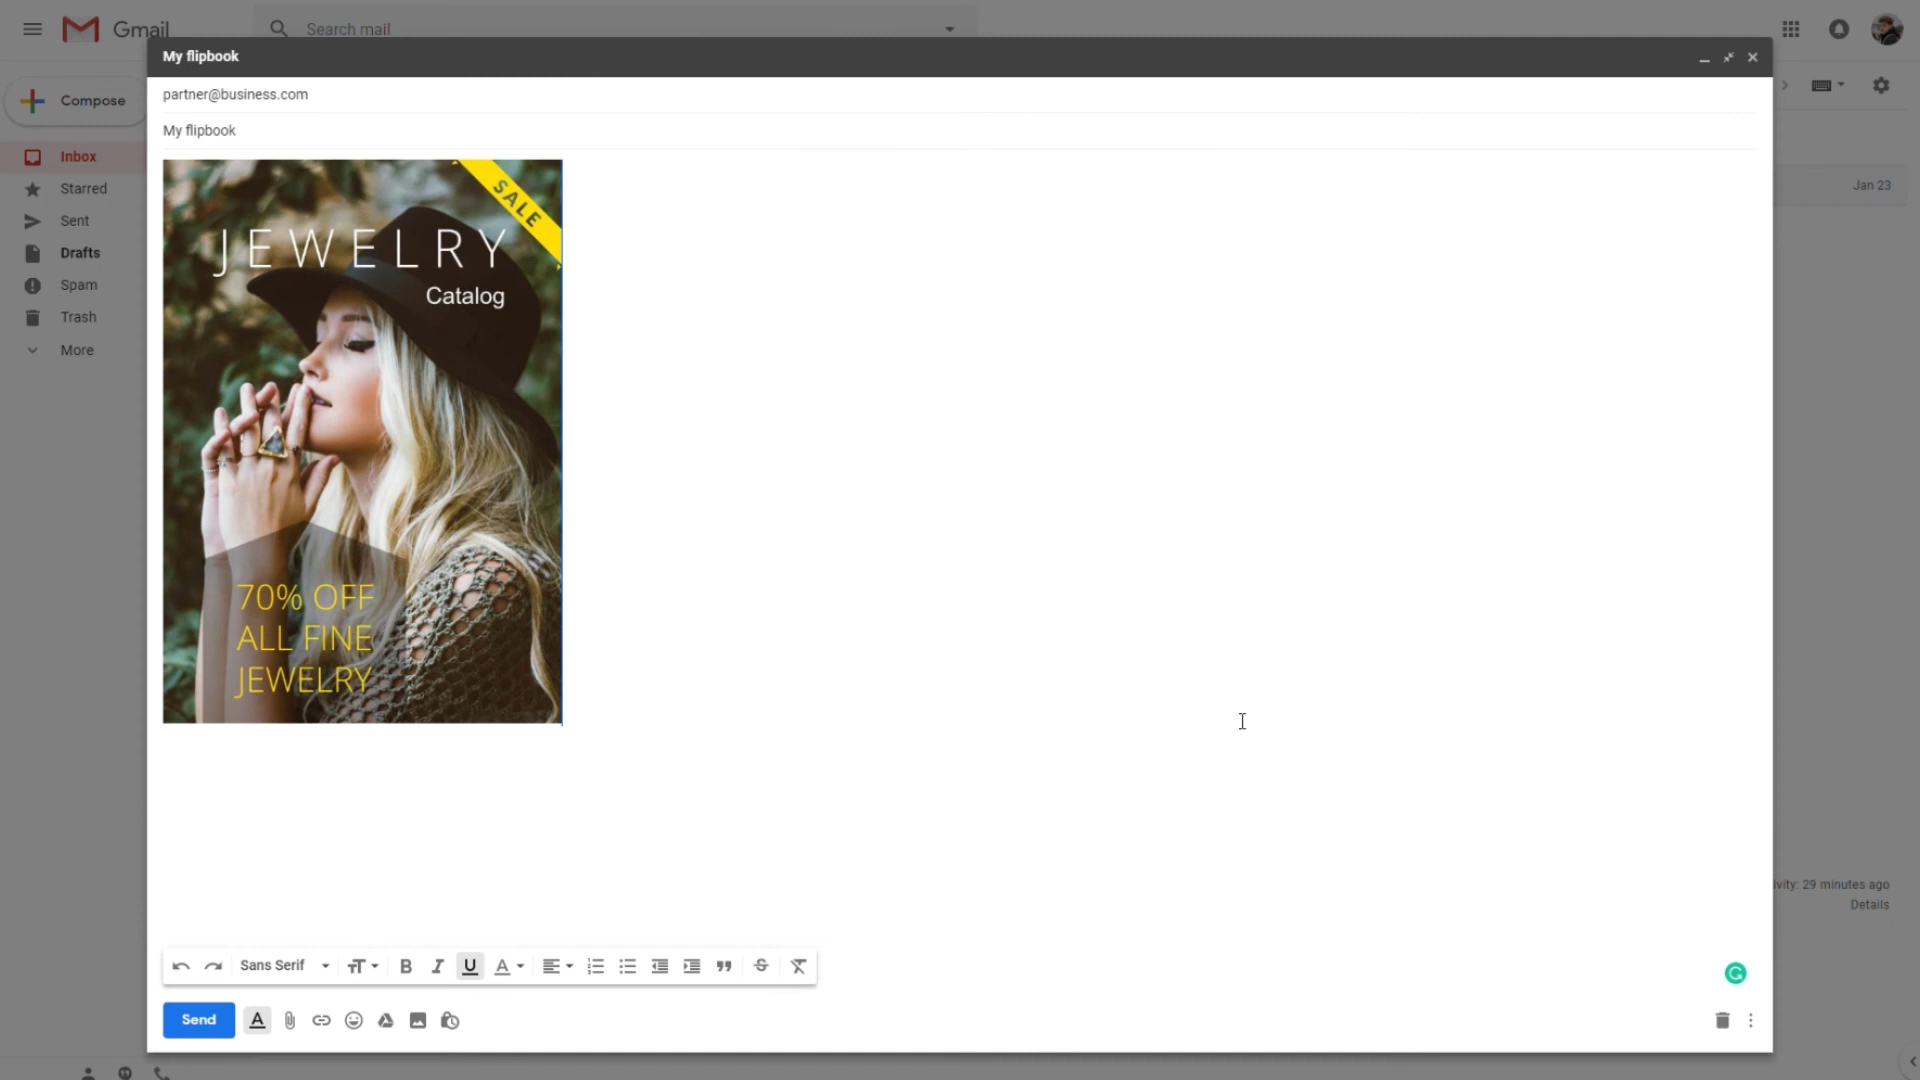 Gmail
Search mail
My flipbook
partner@business.com
Compose
My flipbook
Inbox
Starred
Jan 23
Sent
Drafts
Spam
Trash
More
SALE
JEWELRY
Catalog
70% OFF
ALL FINE
JEWELRY
vity: 29 minutes ago
Details
Sans Serif
Send